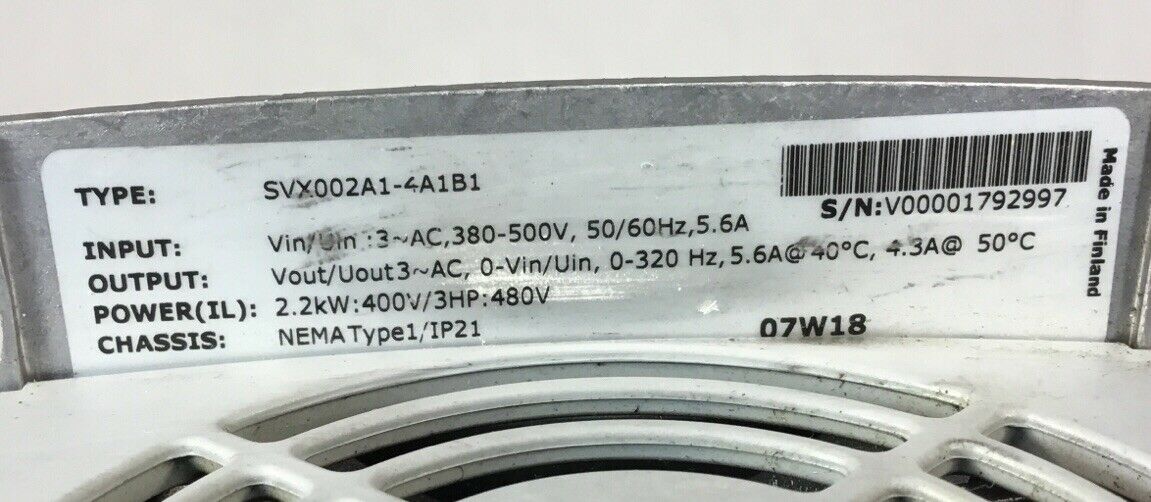 TYPE: SVX002A1-4A1B1
S/N:V00001792997
INPUT: Vin/Uin :3~AC,380-500V, 50/60Hz,5.6A
OUTPUT: Vout/Uout3~AC, 0-Vin/Uin, 0-320 Hz,5.6A@40°C, 4.3A@ 50°C
POWER(IL): 2.2kW:400V/3HP:480V
CHASSIS: NEMAType1/IP21
07W18
Made in Finland